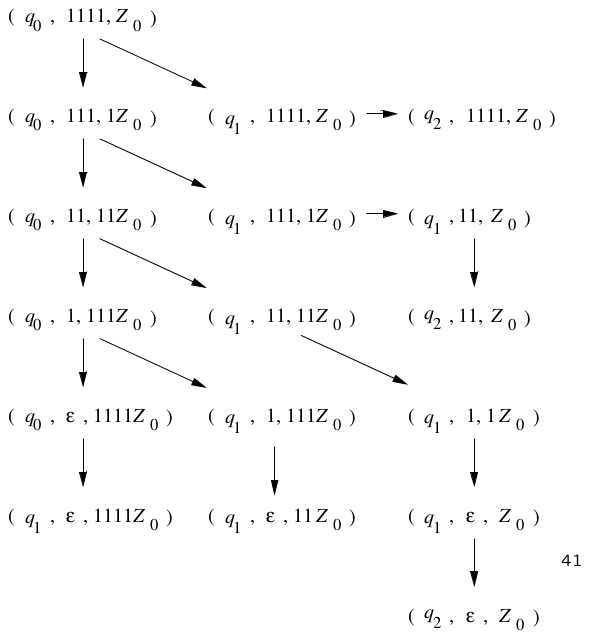 ( q0 , 1111, Z0 )
( q0 , 111, 1Z0 ) ( q1 , 1111, Z0 ) ( q2 , 1111, Z0 )
( q0 , 11, 11Z0 ) ( q1 , 111, 1Z0 ) ( q1 , 11, Z0 )
( q0 , 1, 111Z0 ) ( q1 , 11, 11Z0 ) ( q2 , 11, Z0 )
( q0 , ε , 1111Z0 ) ( q1 , 1, 111Z0 ) ( q1 , 1, 1Z0 )
( q1 , ε , 1111Z0 ) ( q1 , ε , 11Z0 ) ( q1 , ε , Z0 )
41
( q2 , ε , Z0 )